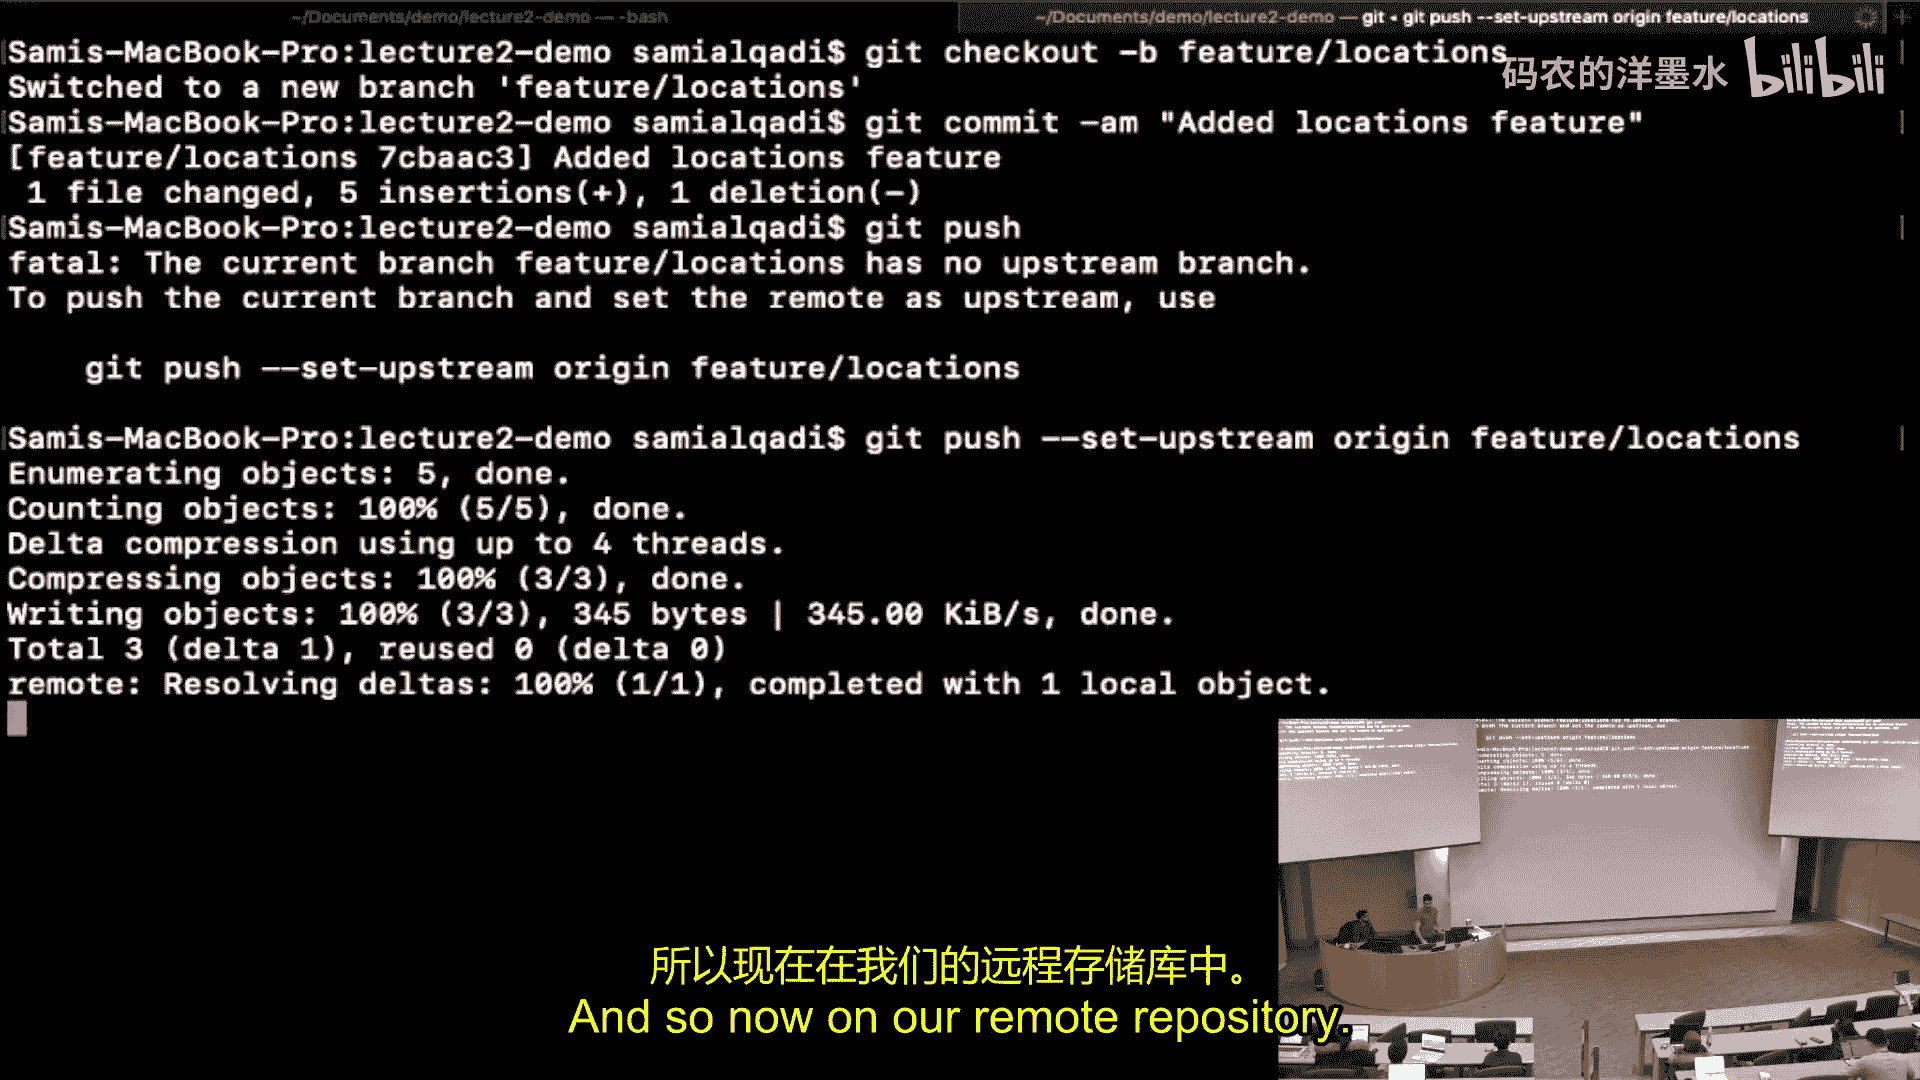 ~/Documents/demo/lecture2-demo — -bash
~/Documents/demo/lecture2-demo — git • git push --set-upstream origin feature/locations
Samis-MacBook-Pro:lecture2-demo samialqadi$ git checkout -b feature/locations
码农的洋墨水 bilibili
Switched to a new branch 'feature/locations'
Samis-MacBook-Pro:lecture2-demo samialqadi$ git commit -am "Added locations feature"
[feature/locations 7cbaac3] Added locations feature
1 file changed, 5 insertions(+), 1 deletion(-)
Samis-MacBook-Pro:lecture2-demo samialqadi$ git push
fatal: The current branch feature/locations has no upstream branch.
To push the current branch and set the remote as upstream, use
git push --set-upstream origin feature/locations
Samis-MacBook-Pro:lecture2-demo samialqadi$ git push --set-upstream origin feature/locations
Enumerating objects: 5, done.
Counting objects: 100% (5/5), done.
Delta compression using up to 4 threads.
Compressing objects: 100% (3/3), done.
Writing objects: 100% (3/3), 345 bytes | 345.00 KiB/s, done.
Total 3 (delta 1), reused 0 (delta 0)
remote: Resolving deltas: 100% (1/1), completed with 1 local object.
所以现在在我们的远程存储库中。
And so now on our remote repository.